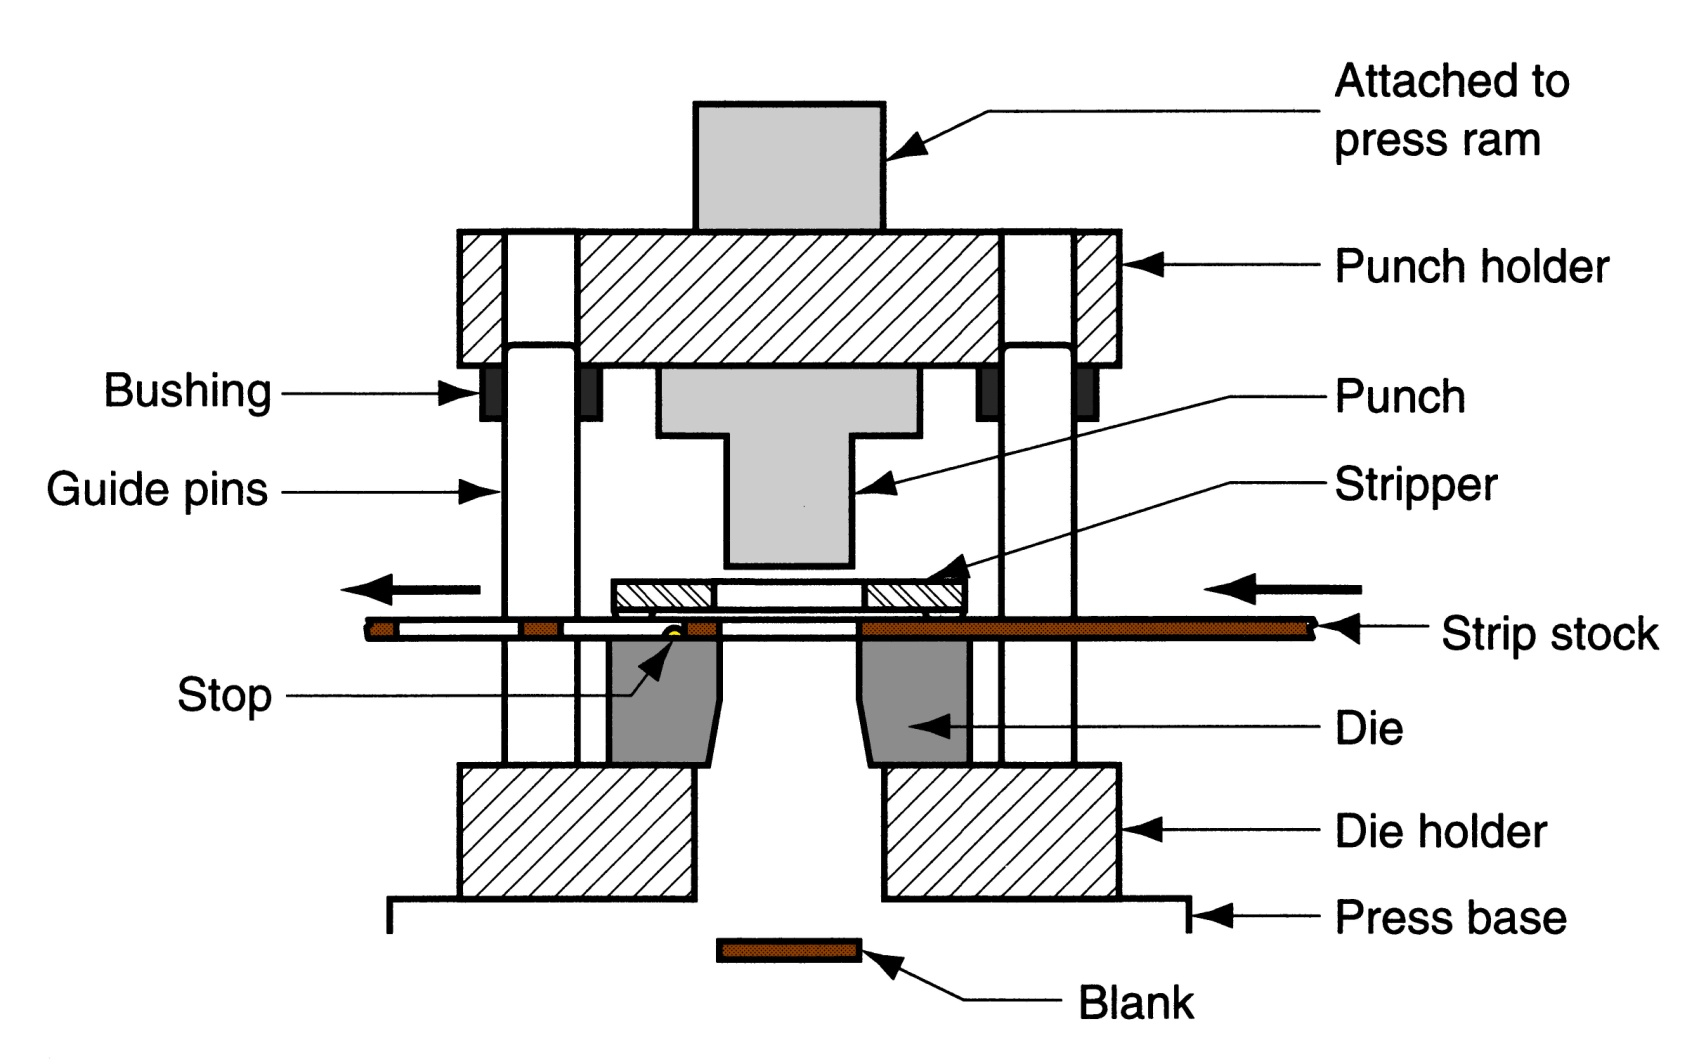 Attached to
press ram
Punch holder
Bushing
Punch
Guide pins
Stripper
Strip stock
Stop
Die
Die holder
Press base
Blank